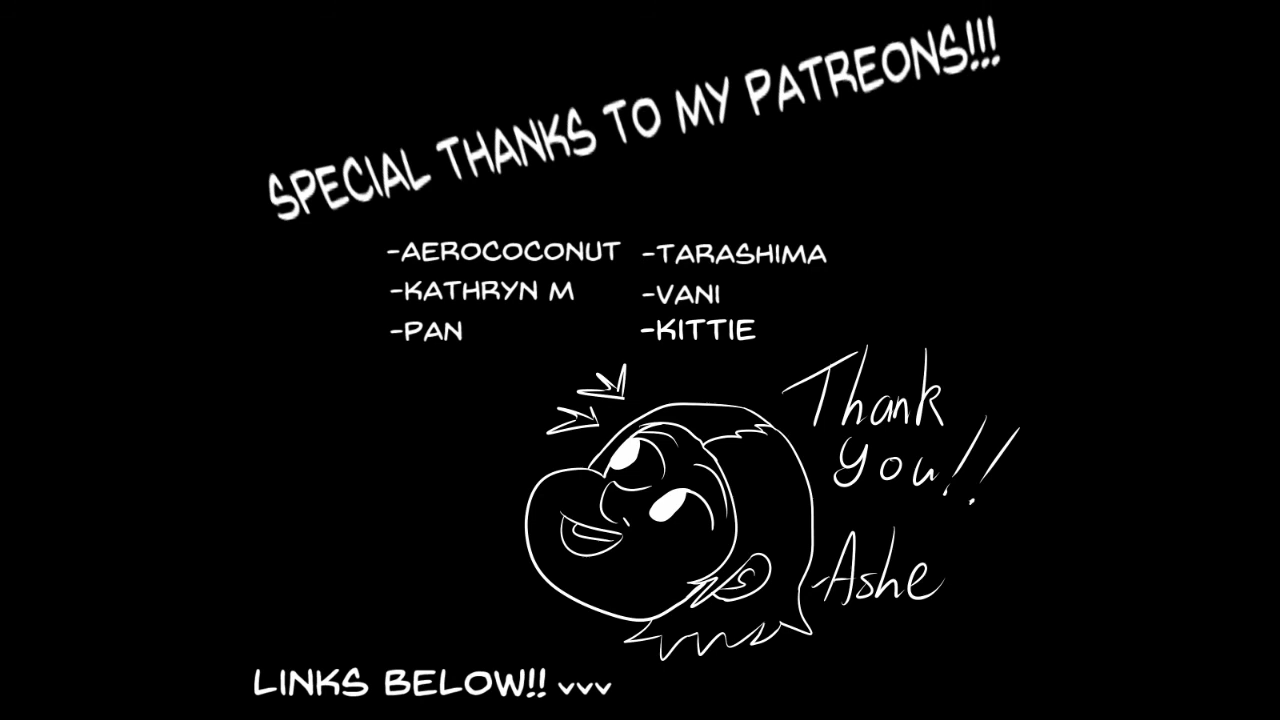 SPECIAL THANKS TO MY PATREONS!!!
-AEROCOCONUT -TARASHIMA
-KATHRYN M -VANI
-PAN -KITTIE
Thank
you!!
-Ashe
LINKS BELOW!! vvv